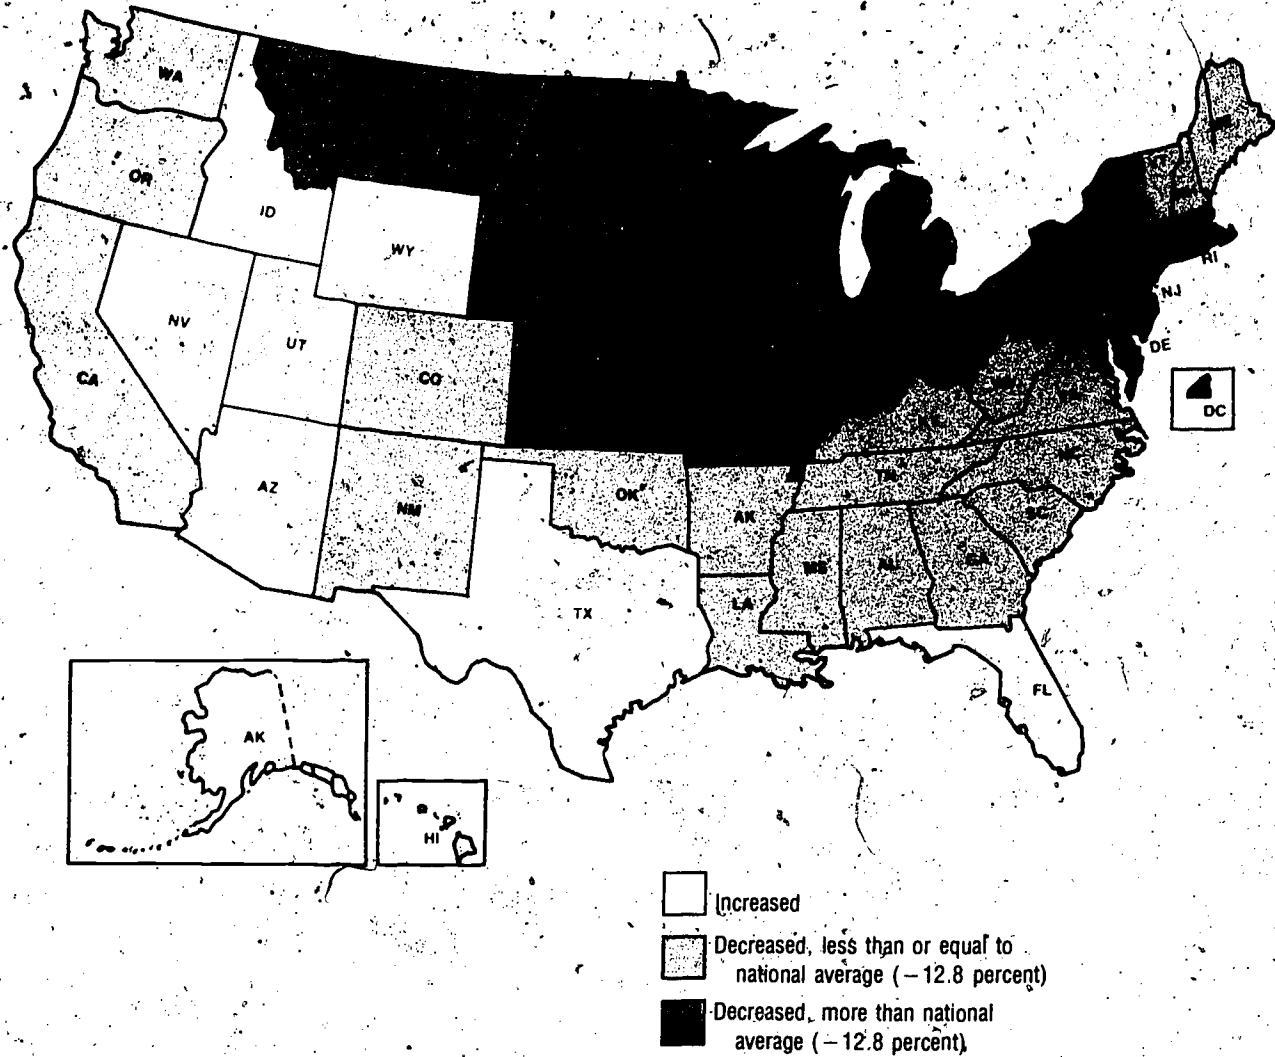 WA
OR
ID
WY
NV
UT
CO
CA
AZ
NM
OK
AK
TX
LA
MS
AL
GA
SC
NC
TN
FL
VT
RI
NJ
DE
DC
AK
HI
Increased
Decreased, less than or equal to
national average (−12.8 percent)
Decreased, more than national
average (−12.8 percent)